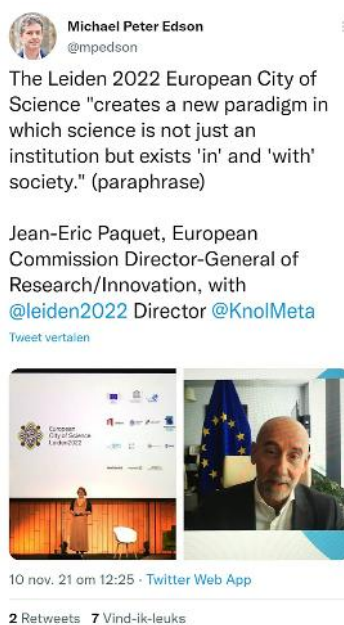 Michael Peter Edson
@mpedson
The Leiden 2022 European City of
Science "creates a new paradigm in
which science is not just an
institution but exists 'in' and 'with'
society." (paraphrase)
Jean-Eric Paquet, European
Commission Director-General of
Research/Innovation, with
@leiden2022 Director @KnolMeta
Tweet vertalen
European
City of Science
Leiden2022
10 nov. 21 om 12:25 · Twitter Web App
2 Retweets 7 Vind-ik-leuks